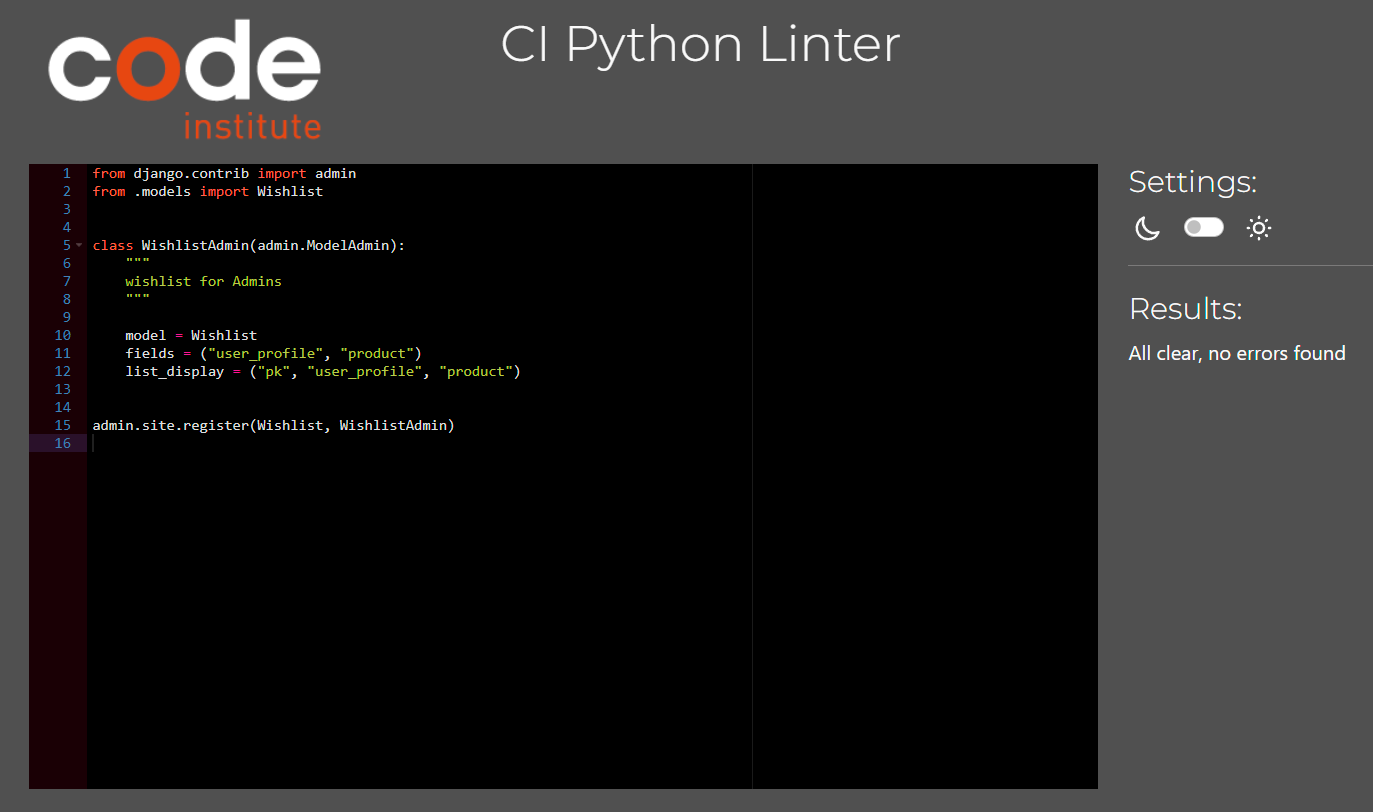 code
institute
CI Python Linter
1 from django.contrib import admin
2 from .models import Wishlist
3
4
5 class WishlistAdmin(admin.ModelAdmin):
6     """
7     wishlist for Admins
8     """
9
10     model = Wishlist
11     fields = ("user_profile", "product")
12     list_display = ("pk", "user_profile", "product")
13
14
15 admin.site.register(Wishlist, WishlistAdmin)
16
Settings:
Results:
All clear, no errors found